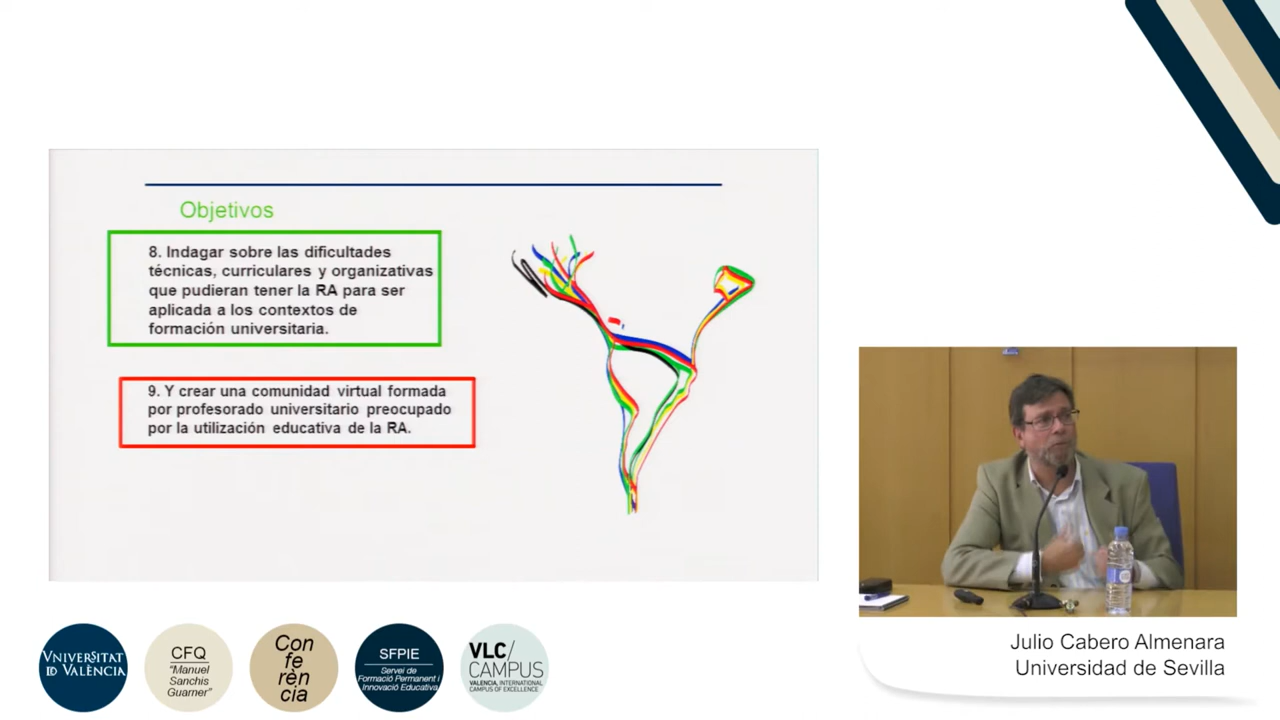 Objetivos
8. Indagar sobre las dificultades
técnicas, curriculares y organizativas
que pudieran tener la RA para ser
aplicada a los contextos de
formación universitaria.
9. Y crear una comunidad virtual formada
por profesorado universitario preocupado
por la utilización educativa de la RA.
Julio Cabero Almenara
Universidad de Sevilla
VNIVERSITAT
ID VALÈNCIA
CFQ
"Manuel
Sanchis
Guarner"
Con
fe
rèn
cia
SFPIE
Servei de
Formació Permanent i
Innovació Educativa
VLC/
CAMPUS
VALENCIA, INTERNATIONAL
CAMPUS OF EXCELLENCE